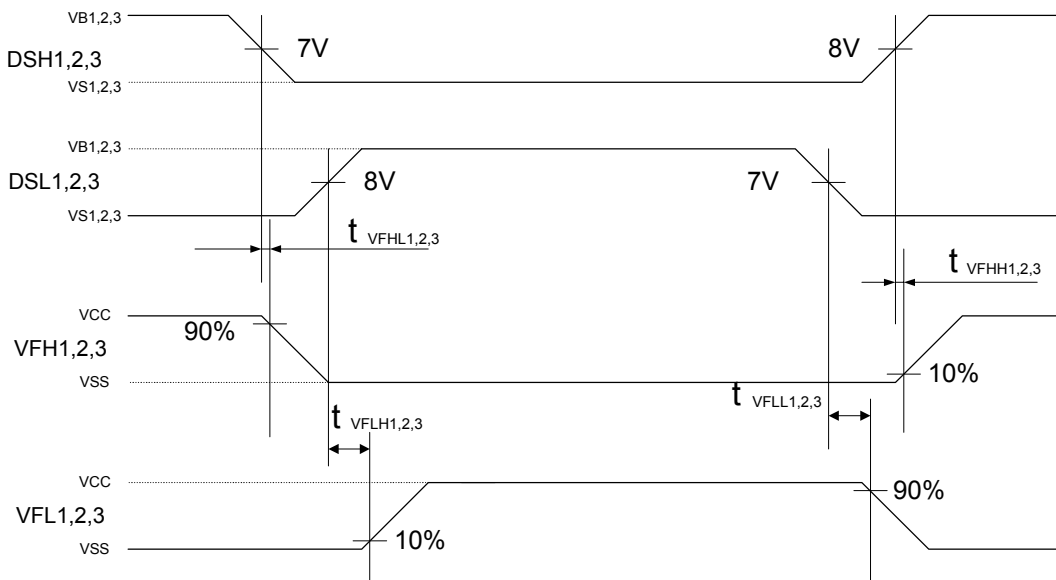 VB1,2,3
7V
8V
DSH1,2,3
VS1,2,3
VB1,2,3
DSL1,2,3
8V
7V
VS1,2,3
t VFHL1,2,3
t VFHH1,2,3
VCC
90%
VFH1,2,3
VSS
10%
t VFLH1,2,3
t VFLL1,2,3
VCC
90%
VFL1,2,3
VSS
10%